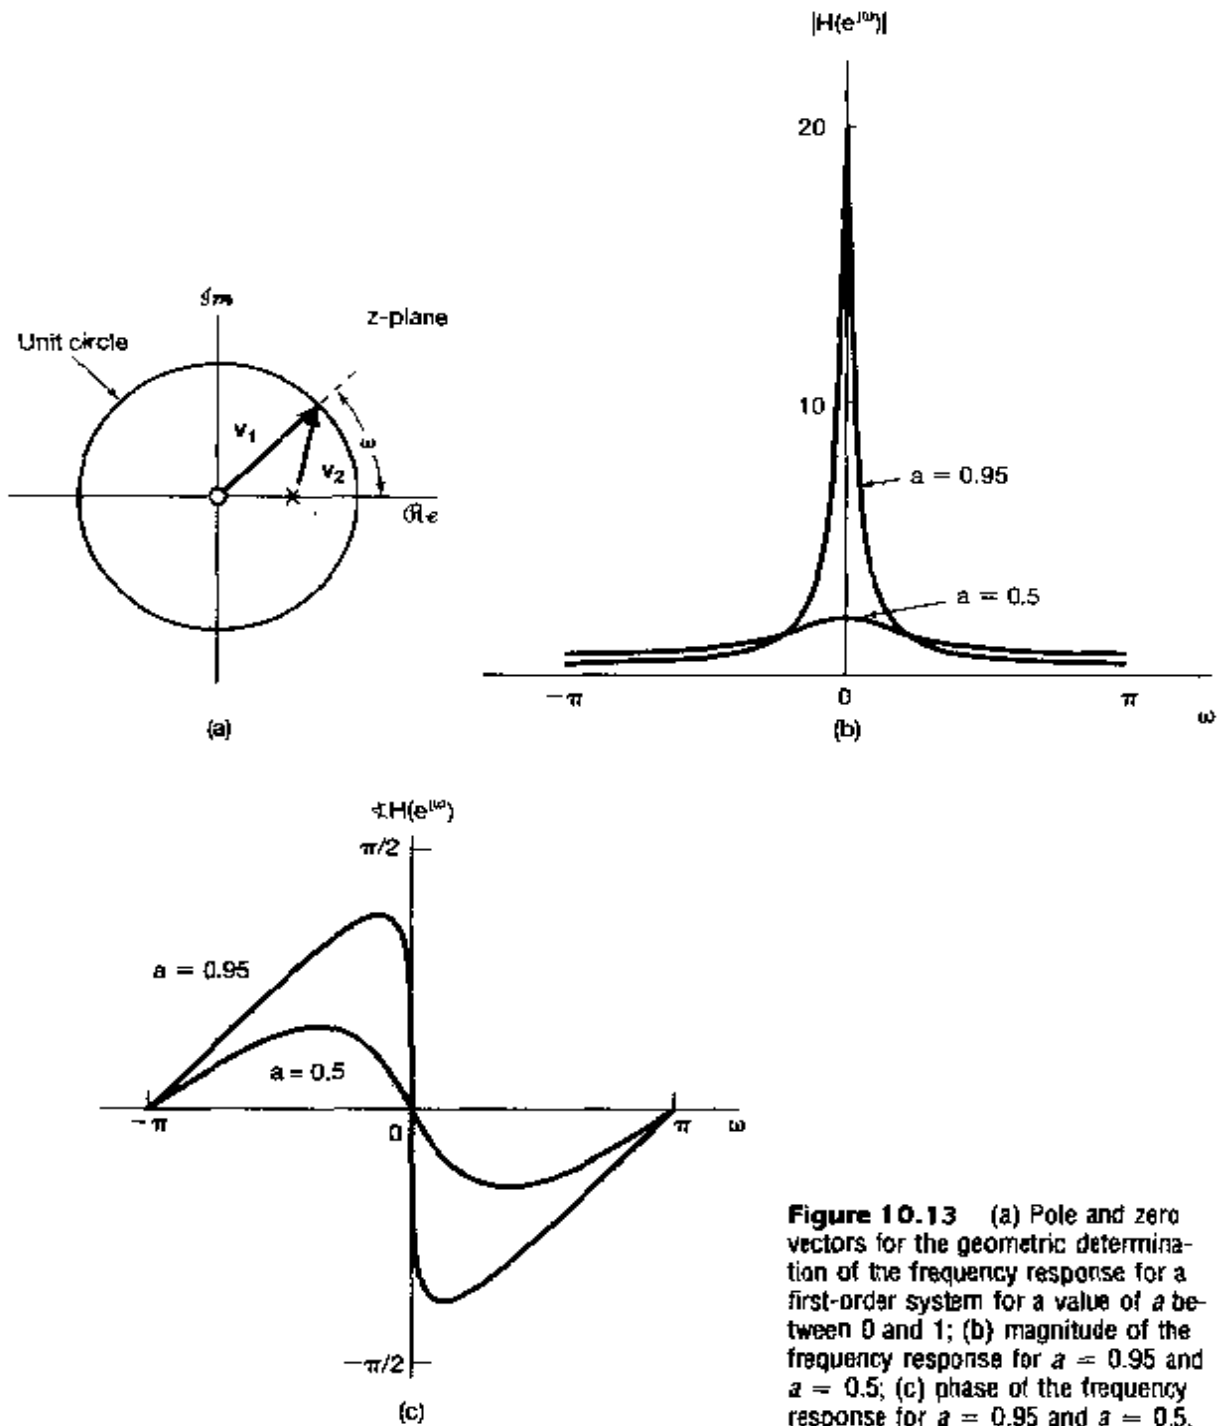 |H(e^jω)|
20
10
a = 0.95
a = 0.5
−π
0
π
ω
(b)
𝓘m
z-plane
Unit circle
v₁
v₂
ω
ℛe
(a)
∢H(e^jω)
π/2
a = 0.95
a = 0.5
−π
0
π
ω
−π/2
(c)
Figure 10.13 (a) Pole and zero
vectors for the geometric determina-
tion of the frequency response for a
first-order system for a value of a be-
tween 0 and 1; (b) magnitude of the
frequency response for a = 0.95 and
a = 0.5; (c) phase of the frequency
response for a = 0.95 and a = 0.5.